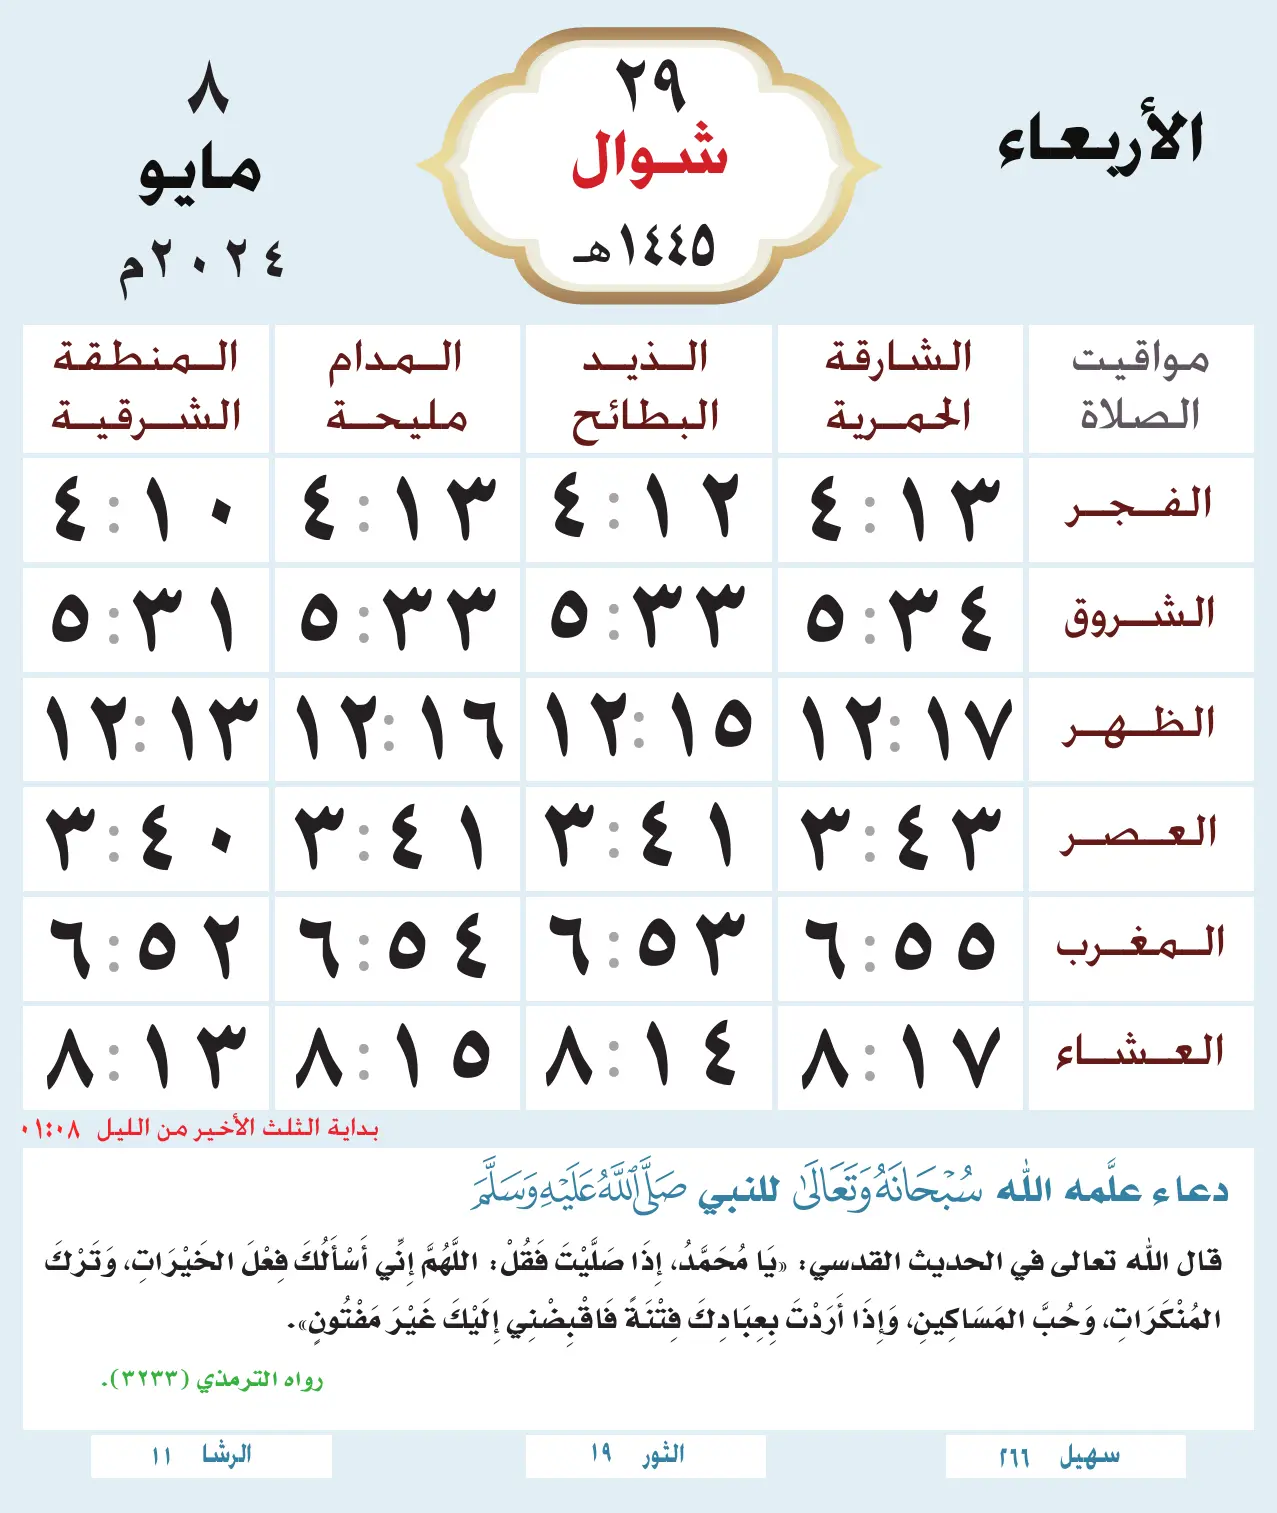 الأربعاء
٢٩
شوال
١٤٤٥هـ
٨
مايو
٢٠٢٤م
مواقيت الصلاة | الشارقة الحمرية | الذيد البطائح | المدام مليحة | المنطقة الشرقية
الفجر ٤:١٣ ٤:١٢ ٤:١٣ ٤:١٠
الشروق ٥:٣٤ ٥:٣٣ ٥:٣٣ ٥:٣١
الظهر ١٢:١٧ ١٢:١٥ ١٢:١٦ ١٢:١٣
العصر ٣:٤٣ ٣:٤١ ٣:٤١ ٣:٤٠
المغرب ٦:٥٥ ٦:٥٣ ٦:٥٤ ٦:٥٢
العشاء ٨:١٧ ٨:١٤ ٨:١٥ ٨:١٣
بداية الثلث الأخير من الليل ٠١:٠٨
دعاء علَّمه الله سُبْحَانَهُ وَتَعَالَىٰ للنبي صَلَّى اللَّهُ عَلَيْهِ وَسَلَّمَ
قال الله تعالى في الحديث القدسي: «يَا مُحَمَّدُ، إِذَا صَلَّيْتَ فَقُلْ: اللَّهُمَّ إِنِّي أَسْأَلُكَ فِعْلَ الخَيْرَاتِ، وَتَرْكَ
المُنْكَرَاتِ، وَحُبَّ المَسَاكِينِ، وَإِذَا أَرَدْتَ بِعِبَادِكَ فِتْنَةً فَاقْبِضْنِي إِلَيْكَ غَيْرَ مَفْتُونٍ».
رواه الترمذي (٣٢٣٣).
سهيل ٢٦٦
الثور ١٩
الرشا ١١